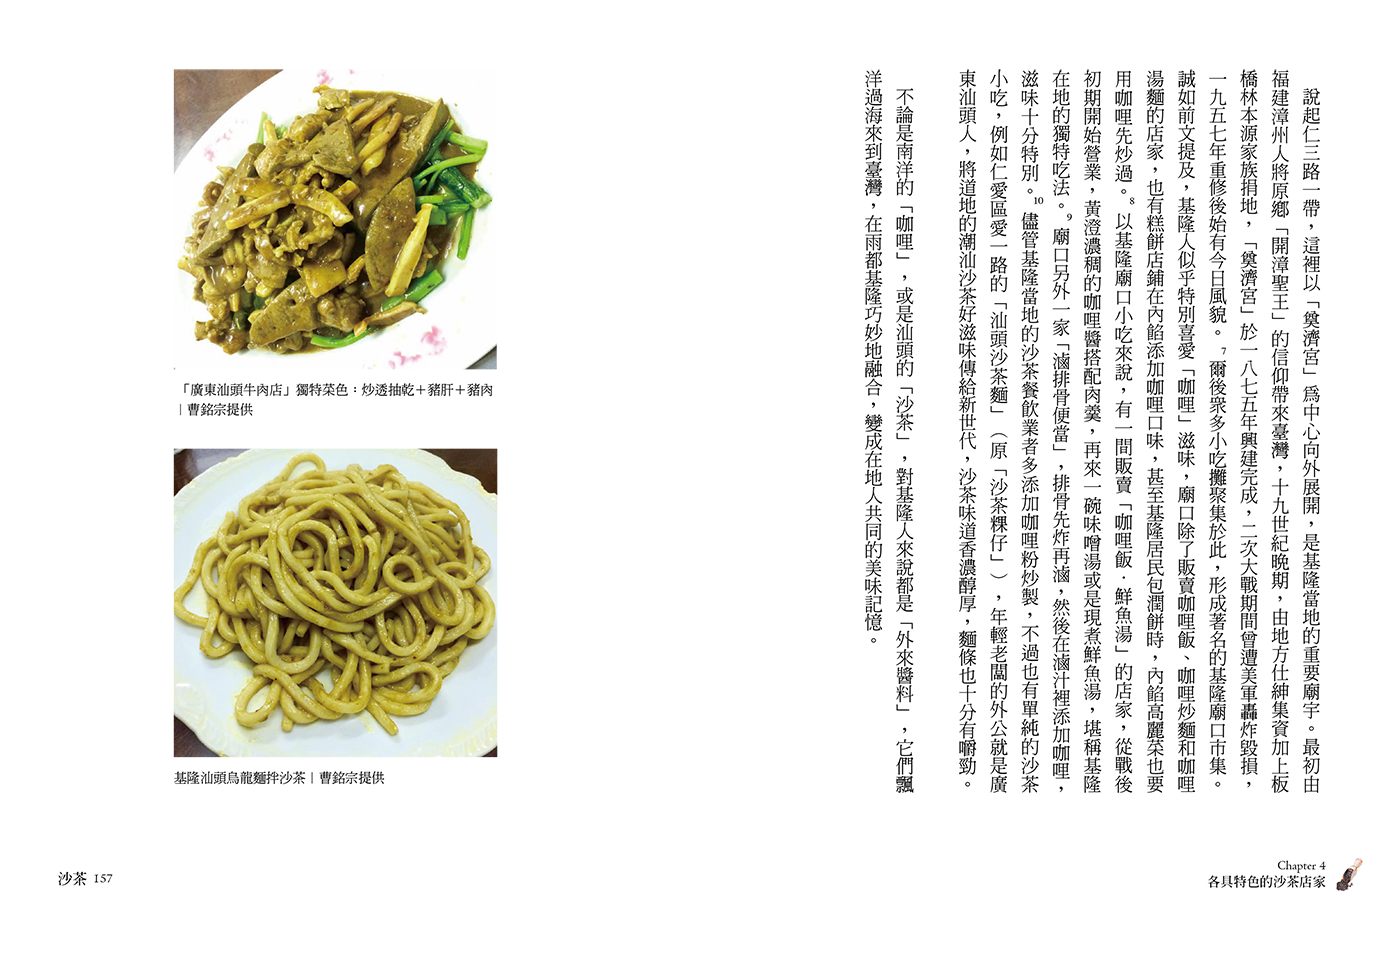 說起仁三路一帶，這裡以「奠濟宮」為中心向外展開，是基隆當地的重要廟宇。最初由
福建漳州人將原鄉「開漳聖王」的信仰帶來臺灣，十九世紀晚期，由地方仕紳集資加上板
橋林本源家族捐地，「奠濟宮」於一八七五年興建完成，二次大戰期間曾遭美軍轟炸毀損，
一九五七年重修後始有今日風貌。7爾後眾多小吃攤聚集於此，形成著名的基隆廟口市集。
誠如前文提及，基隆人似乎特別喜愛「咖哩」滋味，廟口除了販賣咖哩飯、咖哩炒麵和咖哩
湯麵的店家，也有糕餅店鋪在內餡添加咖哩口味，甚至基隆居民包潤餅時，內餡高麗菜也要
用咖哩先炒過。8以基隆廟口小吃來說，有一間販賣「咖哩飯．鮮魚湯」的店家，從戰後
初期開始營業，黃澄濃稠的咖哩醬搭配肉羹，再來一碗味噌湯或是現煮鮮魚湯，堪稱基隆
在地的獨特吃法。9廟口另外一家「滷排骨便當」，排骨先炸再滷，然後在滷汁裡添加咖哩，
滋味十分特別。10儘管基隆當地的沙茶餐飲業者多添加咖哩粉炒製，不過也有單純的沙茶
小吃，例如仁愛區愛一路的「汕頭沙茶麵」（原「沙茶粿仔」），年輕老闆的外公就是廣
東汕頭人，將道地的潮汕沙茶好滋味傳給新世代，沙茶味道香濃醇厚，麵條也十分有嚼勁。
不論是南洋的「咖哩」，或是汕頭的「沙茶」，對基隆人來說都是「外來醬料」，它們飄
洋過海來到臺灣，在雨都基隆巧妙地融合，變成在地人共同的美味記憶。
「廣東汕頭牛肉店」獨特菜色：炒透抽乾＋豬肝＋豬肉
｜曹銘宗提供
基隆汕頭烏龍麵拌沙茶｜曹銘宗提供
Chapter 4
各具特色的沙茶店家
沙茶 157